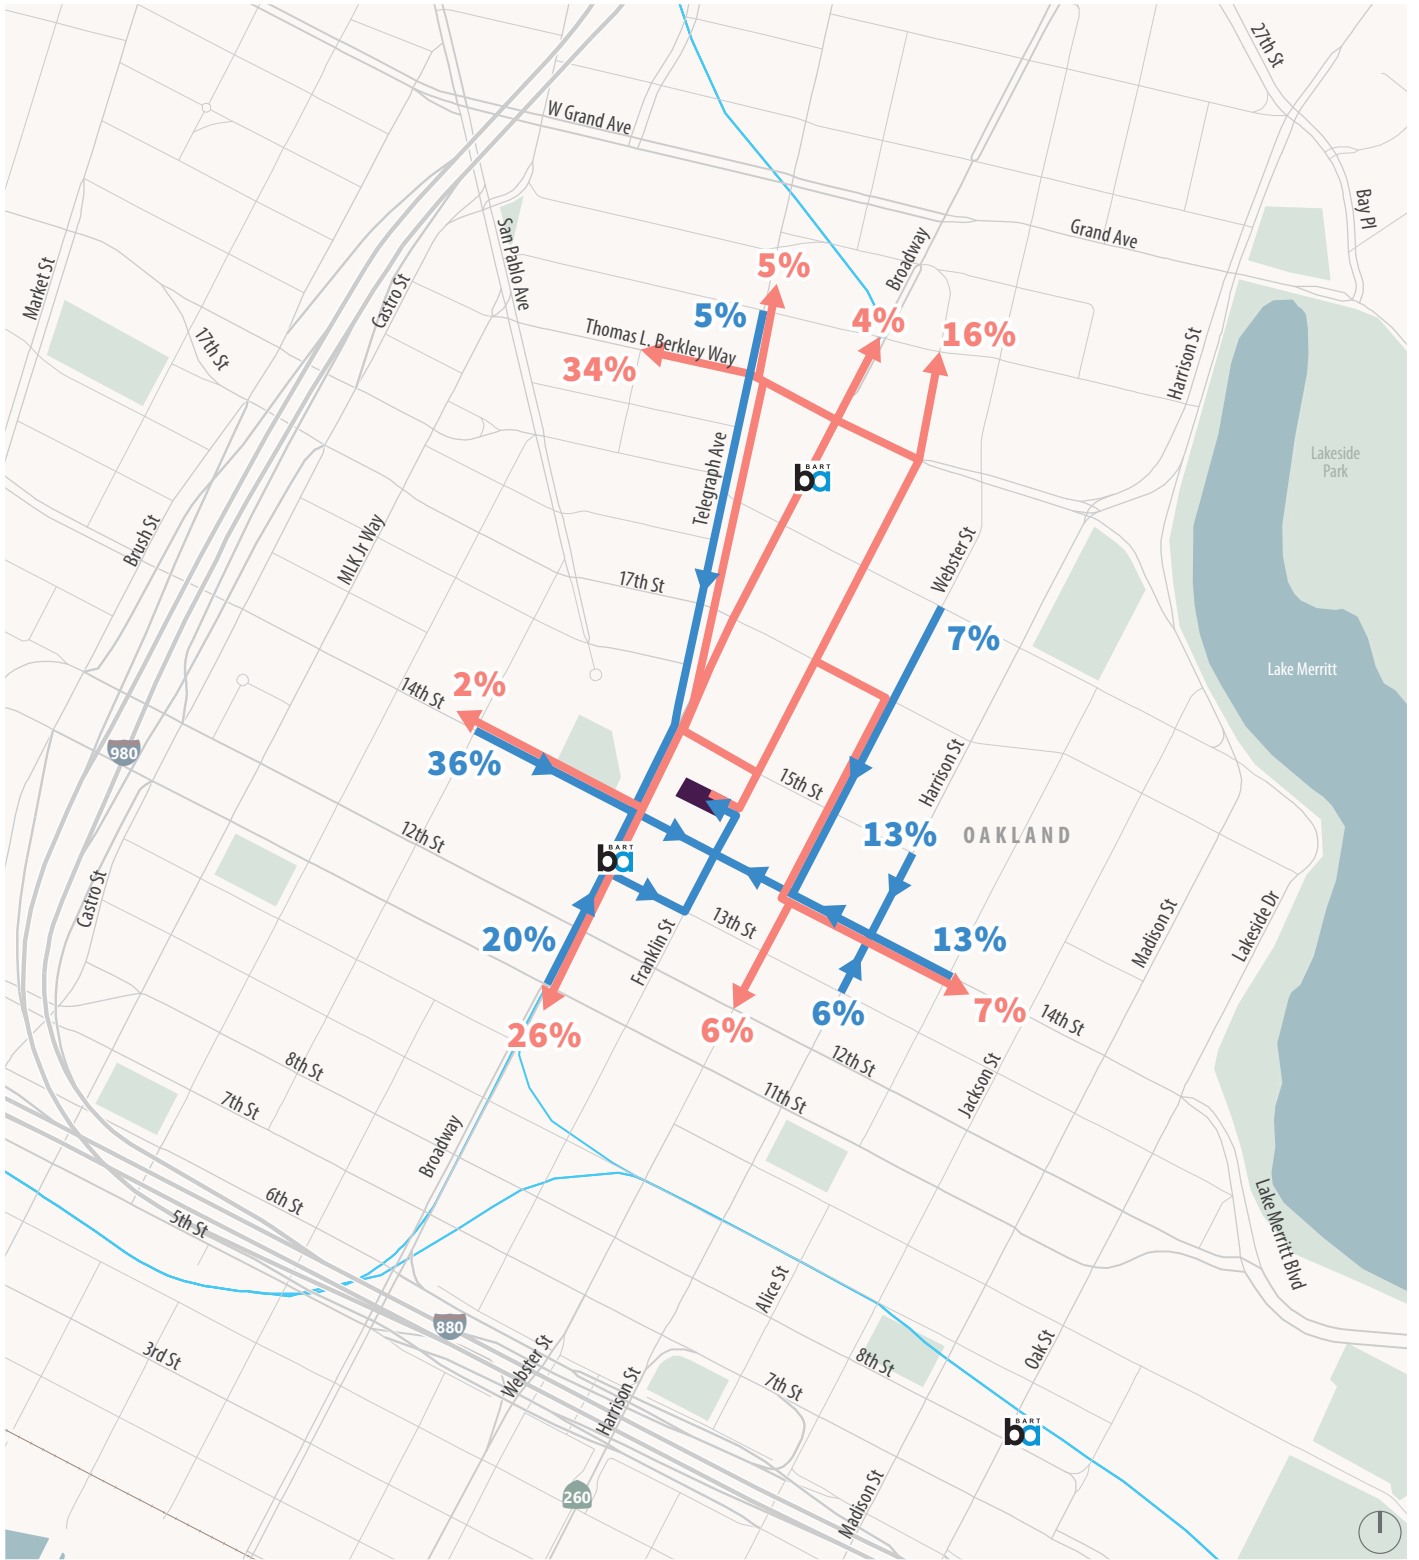 27th St
W Grand Ave
Bay Pl
San Pablo Ave
Grand Ave
Broadway
Market St
Castro St
5%
5%
4%
16%
17th St
Thomas L. Berkley Way
34%
Harrison St
Telegraph Ave
Lakeside
Park
BART
ba
Brush St
MLK Jr Way
17th St
Webster St
7%
Lake Merritt
14th St
2%
36%
980
15th St
Harrison St
13%
OAKLAND
12th St
BART
ba
Castro St
20%
Franklin St
13th St
13%
Madison St
Lakeside Dr
26%
6%
6%
7%
14th St
12th St
8th St
7th St
11th St
Jackson St
Broadway
6th St
5th St
Lake Merritt Blvd
Alice St
880
3rd St
Webster St
Harrison St
7th St
8th St
Oak St
BART
ba
260
Madison St